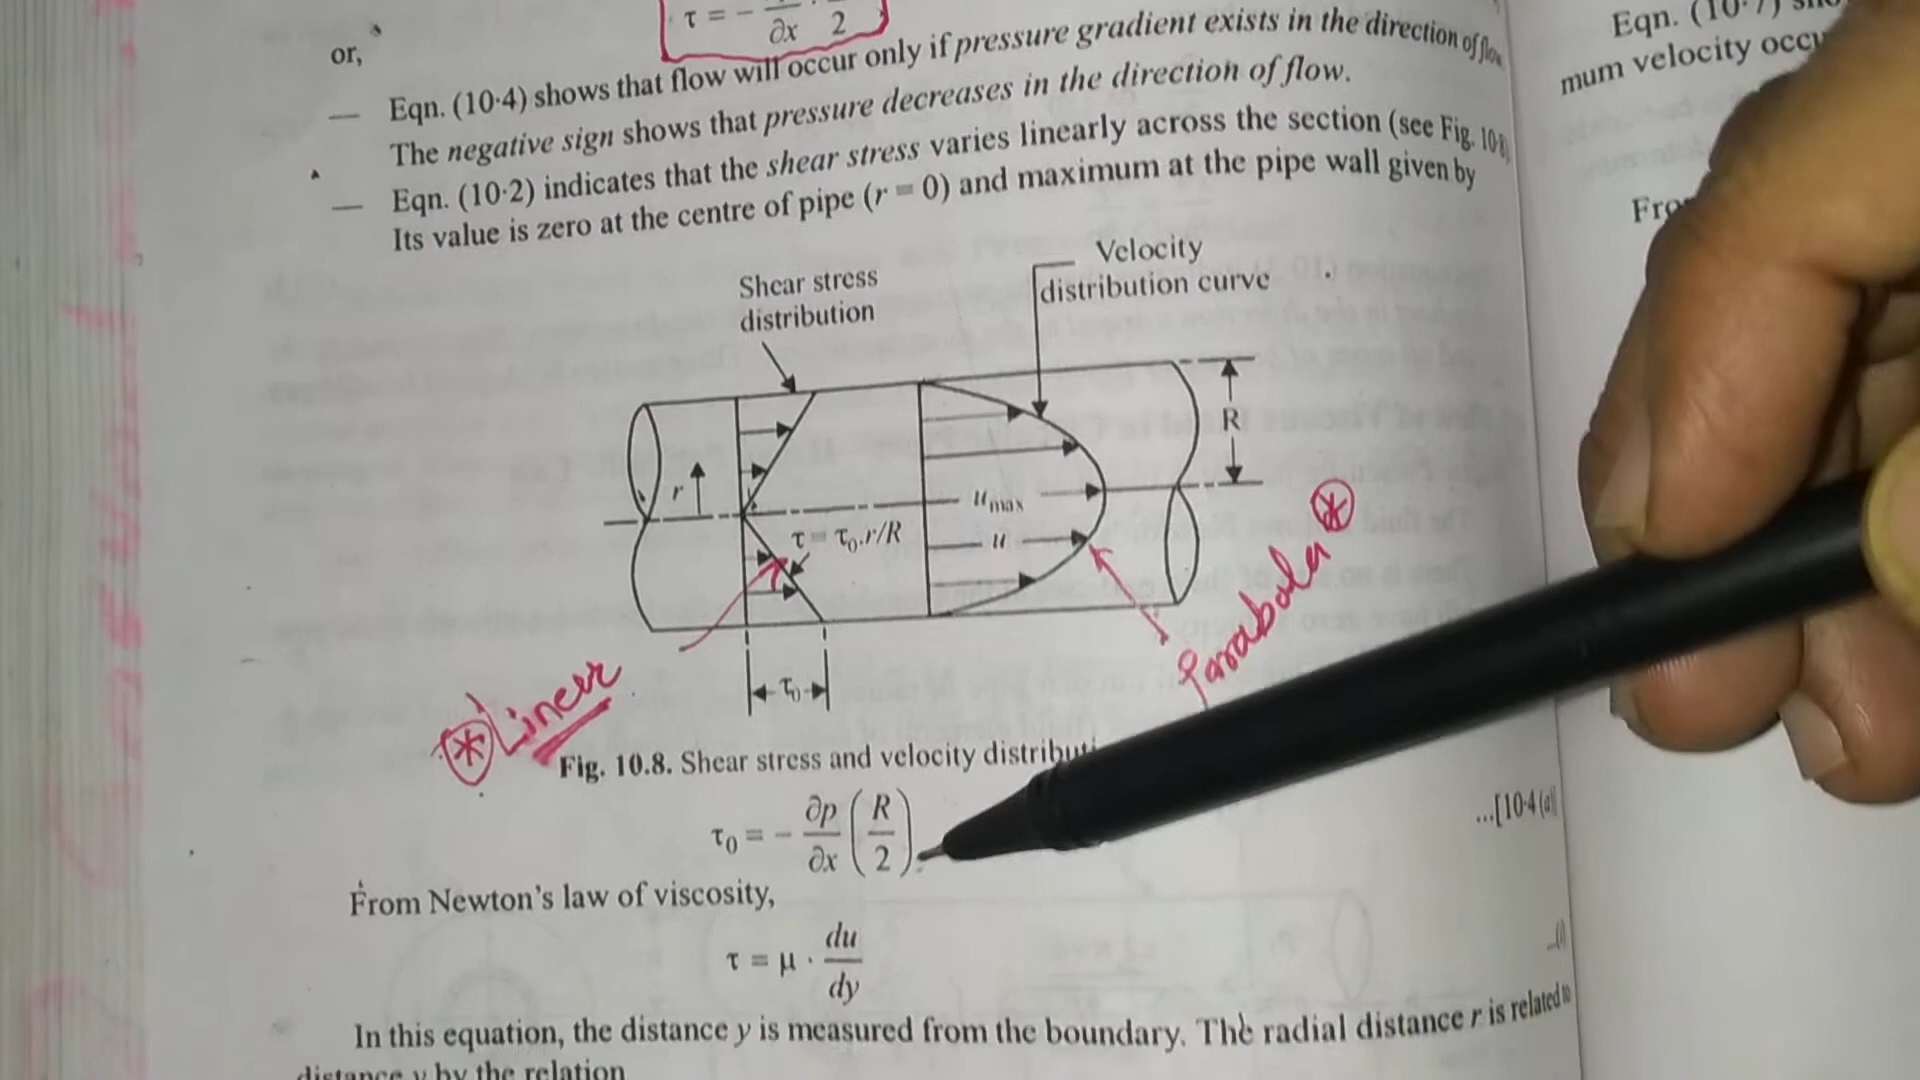 τ = − ∂x 2
or,
— Eqn. (10·4) shows that flow will occur only if pressure gradient exists in the direction of flow.
The negative sign shows that pressure decreases in the direction of flow.
— Eqn. (10·2) indicates that the shear stress varies linearly across the section (see Fig. 10·8)
Its value is zero at the centre of pipe (r = 0) and maximum at the pipe wall given by
Shear stress
distribution
Velocity
distribution curve
R
r
u max
τ = τ0.r/R
u
τ0
Linear
Parabola
Fig. 10.8. Shear stress and velocity
τ0 = − ∂p/∂x (R/2)
...[10·4(a)]
From Newton's law of viscosity,
τ = μ · du/dy
...(i)
In this equation, the distance y is measured from the boundary. The radial distance r is related to
distance y by the relation
Eqn. (10·7)
mum velocity